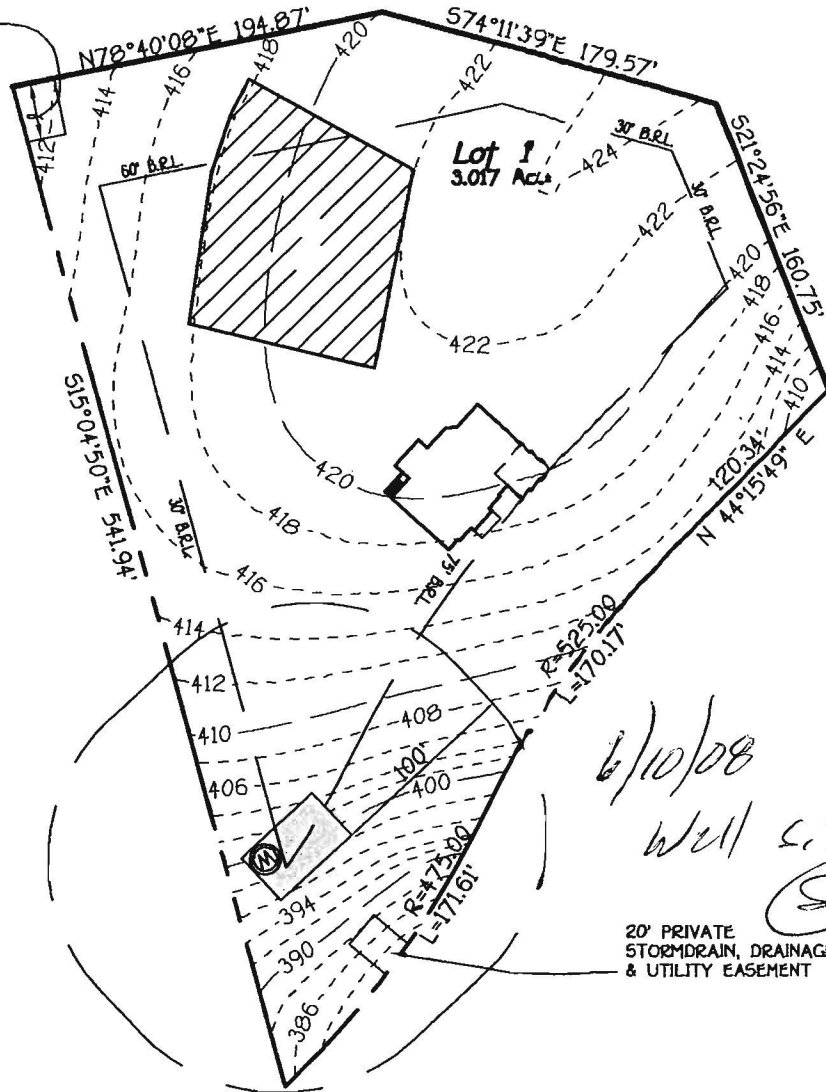 N78°40'08"E 194.87'
S74°11'39"E 179.57'
414
416
418
420
422
412
Lot 1
3.017 Ac.±
60' B.R.L.
30' B.R.L.
424
30' B.R.L.
422
S21°24'56"E 160.75'
420
418
416
414
410
422
S15°04'50"E 541.94'
420
418
30' B.R.L.
416
75' B.R.L.
120.34'
N 44°15'49" E
414
412
410
408
406
100'
400
R=525.00
L=170.17'
6/10/08
Well
W
394
R=475.00
L=171.61'
390
386
20' PRIVATE
STORMDRAIN, DRAINAGE
& UTILITY EASEMENT